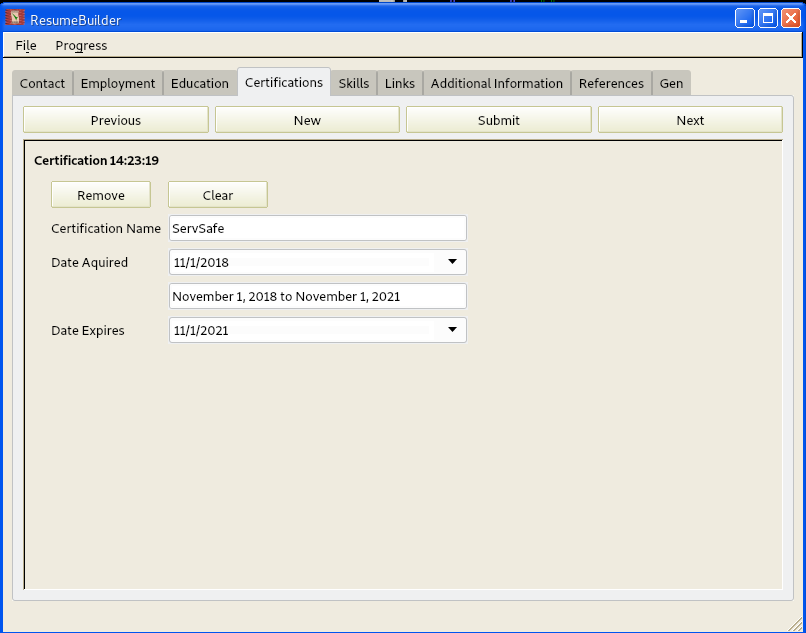 ResumeBuilder
File Progress
Contact Employment Education Certifications Skills Links Additional Information References Gen
Previous New Submit Next
Certification 14:23:19
Remove Clear
Certification Name ServSafe
Date Aquired 11/1/2018
November 1, 2018 to November 1, 2021
Date Expires 11/1/2021